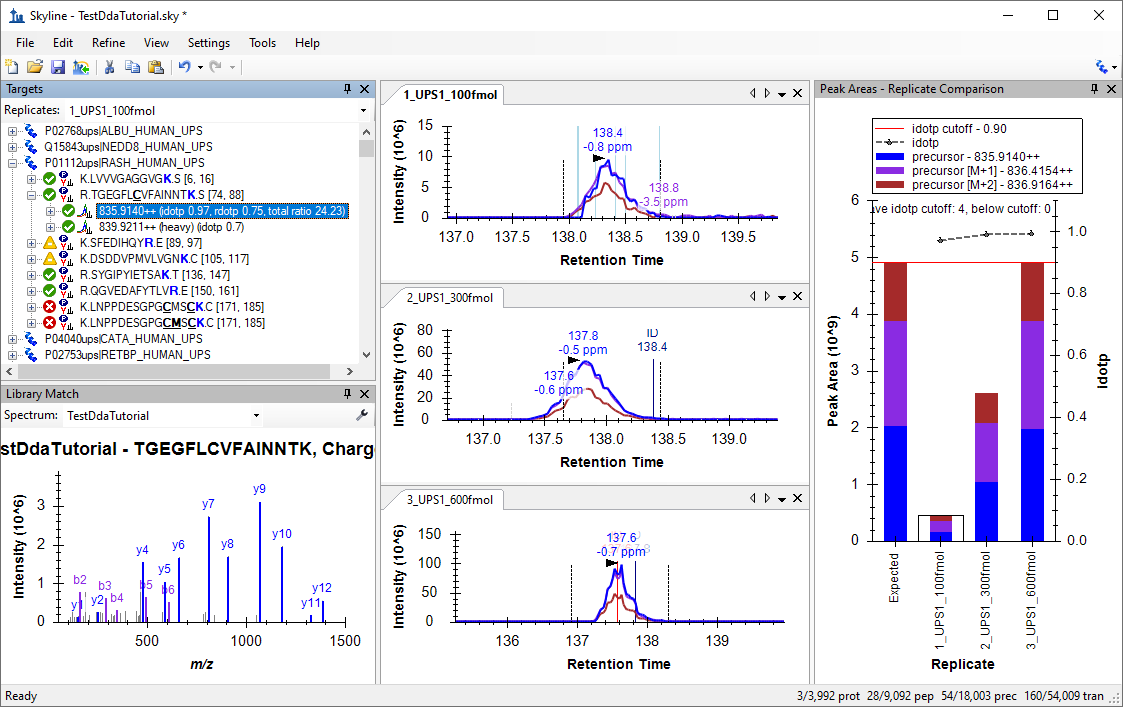 Skyline - TestDdaTutorial.sky *
File Edit Refine View Settings Tools Help
Targets
Replicates: 1_UPS1_100fmol
P02768ups|ALBU_HUMAN_UPS
Q15843ups|NEDD8_HUMAN_UPS
P01112ups|RASH_HUMAN_UPS
K.LVVVGAGGVGK.S [6, 16]
R.TGEGFLCVFAINNTK.S [74, 88]
835.9140++ (idotp 0.97, rdotp 0.75, total ratio 24.23)
839.9211++ (heavy) (idotp 0.7)
K.SFEDIHQYR.E [89, 97]
K.DSDDVPMVLVGNK.C [105, 117]
R.SYGIPYIETSAK.T [136, 147]
R.QGVEDAFYTLVR.E [150, 161]
K.LNPPDESGPGCMSCK.C [171, 185]
K.LNPPDESGPGCMSCK.C [171, 185]
P04040ups|CATA_HUMAN_UPS
P02753ups|RETBP_HUMAN_UPS
Library Match
Spectrum: TestDdaTutorial
stDdaTutorial - TGEGFLCVFAINNTK, Charg
Intensity (10^6)
3
2
1
0
y1
b2
y2
b3
b4
y4
b5
y5
b6
y6
y7
y8
y9
y10
y11
y12
500 1000 1500
m/z
1_UPS1_100fmol
Intensity (10^6)
15
10
5
0
138.4
-0.8 ppm
138.8
-3.5 ppm
137.0 137.5 138.0 138.5 139.0 139.5
Retention Time
2_UPS1_300fmol
Intensity (10^6)
80
60
40
20
0
137.8
-0.5 ppm
137.6
-0.6 ppm
ID
138.4
137.0 137.5 138.0 138.5 139.0
Retention Time
3_UPS1_600fmol
Intensity (10^6)
150
100
50
0
137.6
-0.7 ppm
136 137 138 139
Retention Time
Peak Areas - Replicate Comparison
idotp cutoff - 0.90
idotp
precursor - 835.9140++
precursor [M+1] - 836.4154++
precursor [M+2] - 836.9164++
ve idotp cutoff: 4, below cutoff: 0
Peak Area (10^9)
6
5
4
3
2
1
0
1.0
0.8
0.6
0.4
0.2
0.0
Idotp
Expected
1_UPS1_100fmol
2_UPS1_300fmol
3_UPS1_600fmol
Replicate
Ready
3/3,992 prot 28/9,092 pep 54/18,003 prec 160/54,009 tran